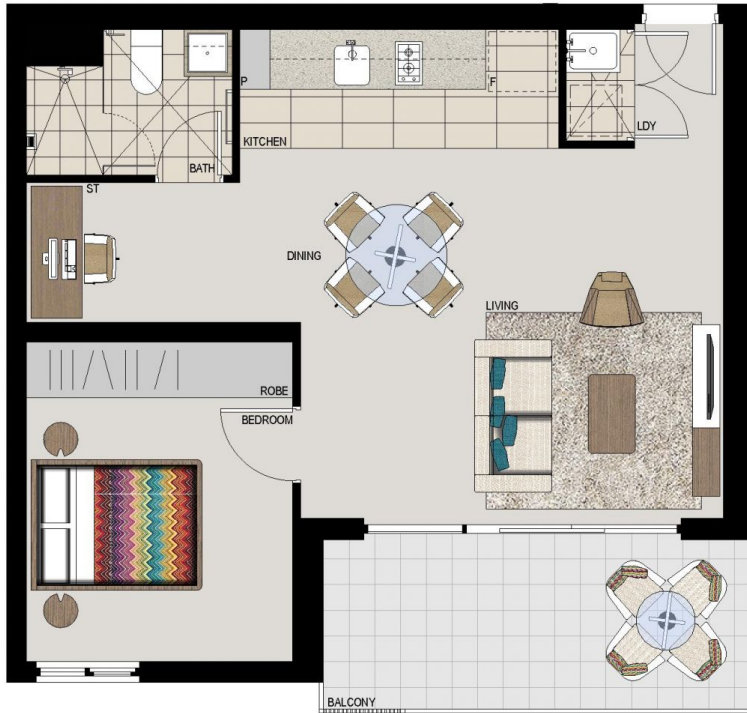 P
F
KITCHEN
LDY
BATH
ST
DINING
LIVING
ROBE
BEDROOM
BALCONY